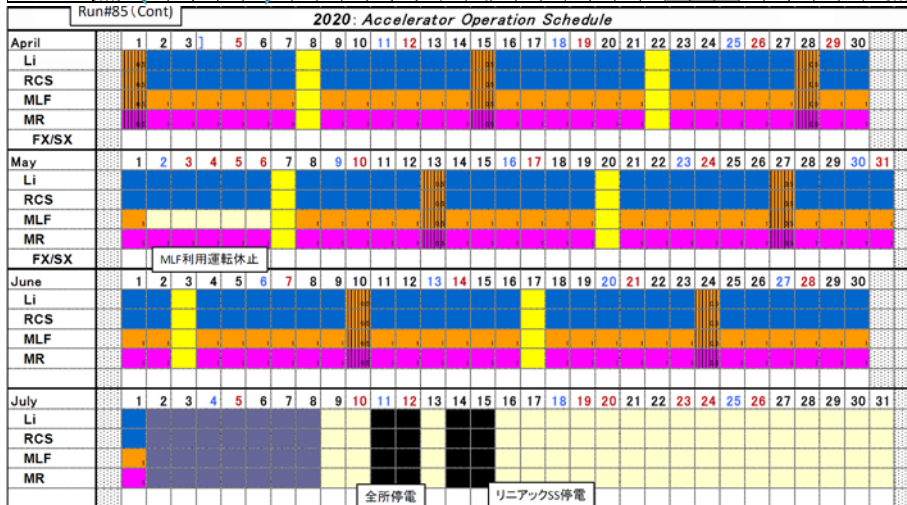 Run#85(Cont)
2020: Accelerator Operation Schedule
April 1 2 3 ] 5 6 7 8 9 10 11 12 13 14 15 16 17 18 19 20 21 22 23 24 25 26 27 28 29 30
Li
RCS
MLF
MR
FX/SX
May 1 2 3 4 5 6 7 8 9 10 11 12 13 14 15 16 17 18 19 20 21 22 23 24 25 26 27 28 29 30 31
Li
RCS
MLF
MR
FX/SX
MLF利用運転休止
June 1 2 3 4 5 6 7 8 9 10 11 12 13 14 15 16 17 18 19 20 21 22 23 24 25 26 27 28 29 30
Li
RCS
MLF
MR
July 1 2 3 4 5 6 7 8 9 10 11 12 13 14 15 16 17 18 19 20 21 22 23 24 25 26 27 28 29 30 31
Li
RCS
MLF
MR
全所停電
リニアックSS停電